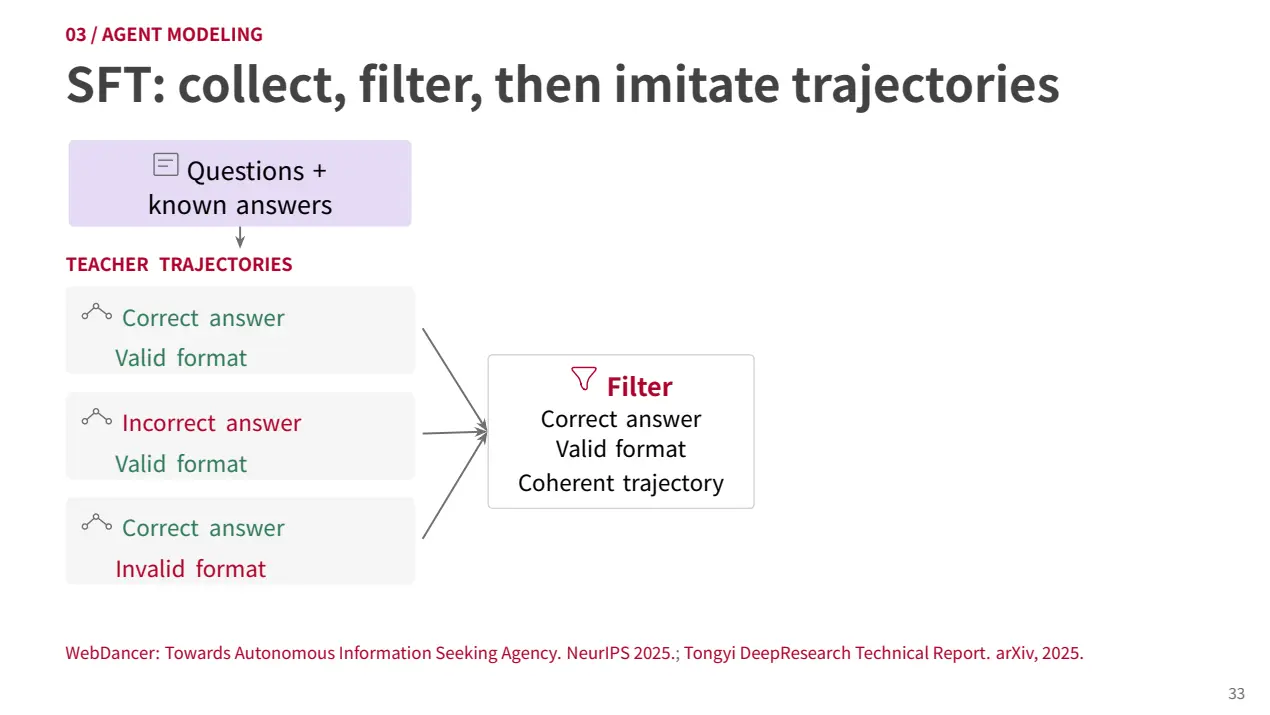 03 / AGENT MODELING
SFT: collect, filter, then imitate trajectories
Questions +
known answers
TEACHER TRAJECTORIES
Correct answer
Valid format
Incorrect answer
Valid format
Correct answer
Invalid format
Filter
Correct answer
Valid format
Coherent trajectory
WebDancer: Towards Autonomous Information Seeking Agency. NeurIPS 2025.; Tongyi DeepResearch Technical Report. arXiv, 2025.
33